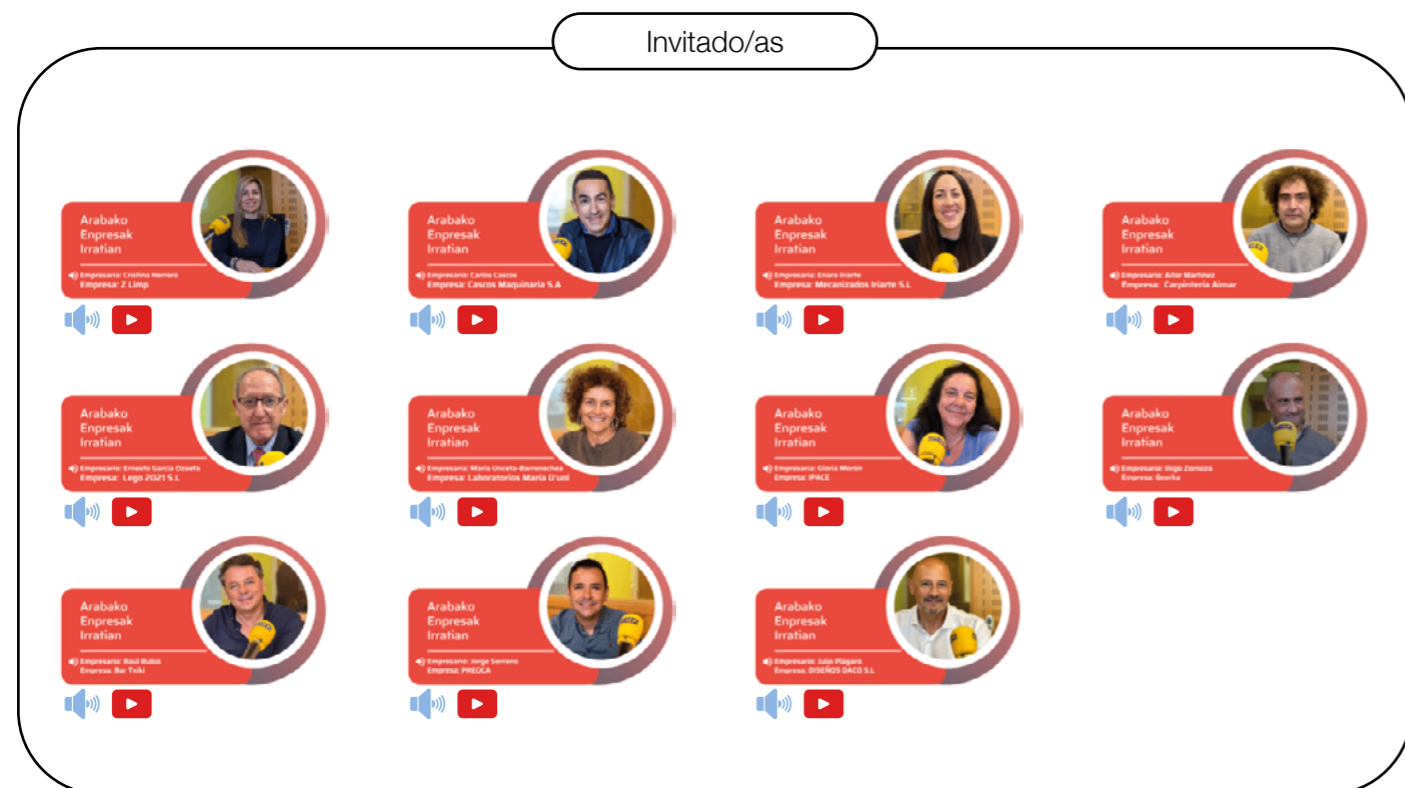 Invitado/as
Arabako
Enpresak
Irratian
Empresaria: Cristina Herrero
Empresa: Z Limp
Arabako
Enpresak
Irratian
Empresario: Carlos Cascos
Empresa: Cascos Maquinaria S.A
Arabako
Enpresak
Irratian
Empresaria: Enara Iriarte
Empresa: Mecanizados Iriarte S.L
Arabako
Enpresak
Irratian
Empresario: Aitor Martinez
Empresa: Carpintería Aimar
Arabako
Enpresak
Irratian
Empresario: Ernesto García Ozaeta
Empresa: Lego 2021 S.L
Arabako
Enpresak
Irratian
Empresaria: María Unceta-Barrenechea
Empresa: Laboratorios María D'uol
Arabako
Enpresak
Irratian
Empresaria: Gloria Morón
Empresa: IPACE
Arabako
Enpresak
Irratian
Empresario: Iñigo Zornoza
Empresa: Georka
Arabako
Enpresak
Irratian
Empresario: Raúl Rubio
Empresa: Bar Txiki
Arabako
Enpresak
Irratian
Empresario: Jorge Serrano
Empresa: PREOCA
Arabako
Enpresak
Irratian
Empresario: Julio Plágaro
Empresa: DISEÑOS DACO S.L